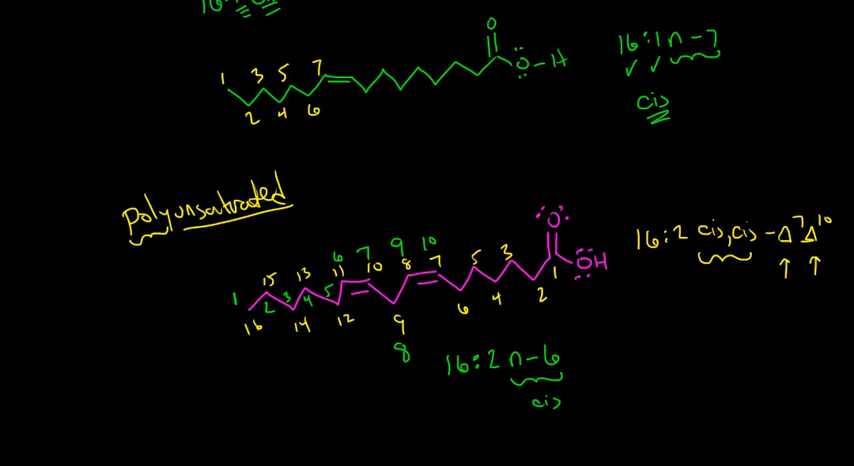 O
16:1 n-7
1 3 5 7
Ö-H
2 4 6
cis
Polyunsaturated
O
16:2 cis,cis-Δ⁷Δ¹⁰
6 7 9 10
15 13 11 10 8 7 5 3
1 2 3 4 5
1 OH
16 14 12 9 6 4 2
8
16:2 n-6
cis